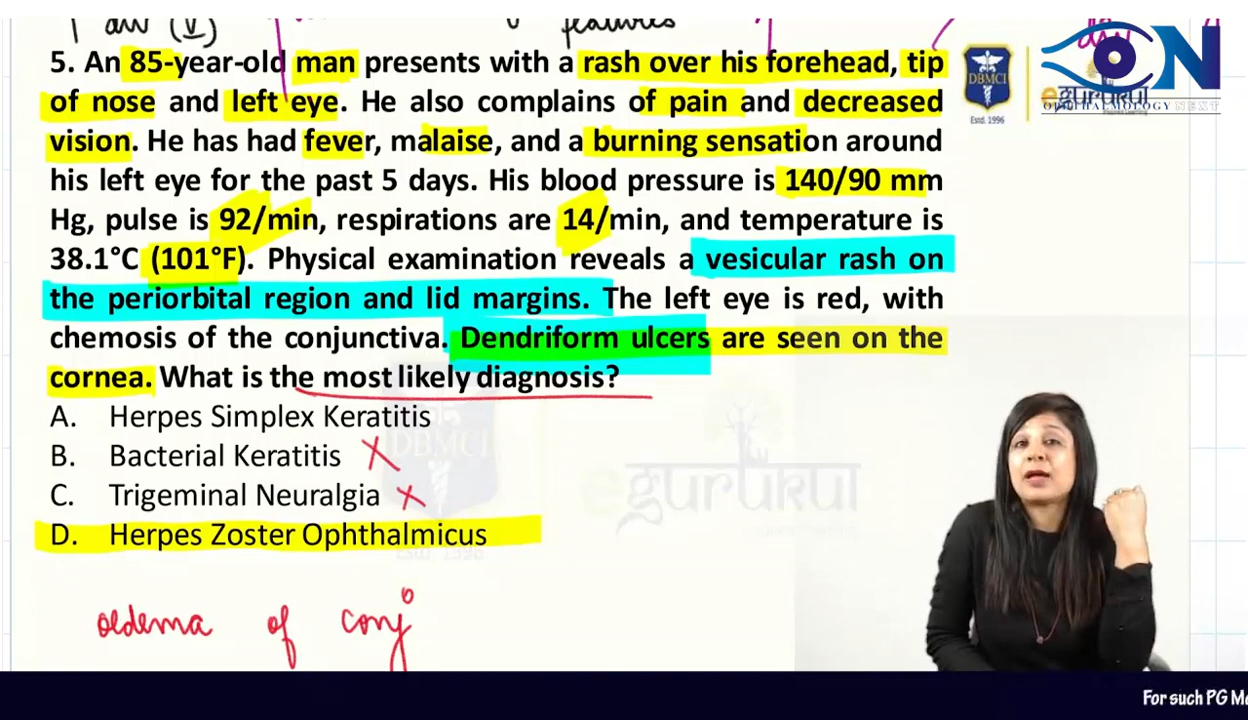 features
5. An 85-year-old man presents with a rash over his forehead, tip
of nose and left eye. He also complains of pain and decreased
vision. He has had fever, malaise, and a burning sensation around
his left eye for the past 5 days. His blood pressure is 140/90 mm
Hg, pulse is 92/min, respirations are 14/min, and temperature is
38.1°C (101°F). Physical examination reveals a vesicular rash on
the periorbital region and lid margins. The left eye is red, with
chemosis of the conjunctiva. Dendriform ulcers are seen on the
cornea. What is the most likely diagnosis?
A. Herpes Simplex Keratitis
B. Bacterial Keratitis
C. Trigeminal Neuralgia
D. Herpes Zoster Ophthalmicus
oedema of conj
DBMCI
Estd. 1996
ON
OPHTHALMOLOGY NEXT
DBMCI
gurukul
For such PG Me